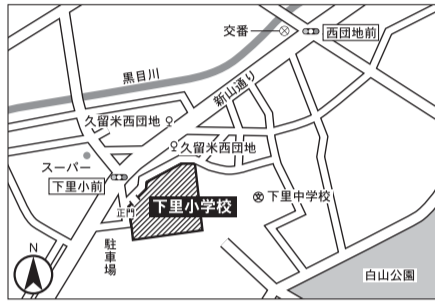 交番
西団地前
黒目川
新山通り
久留米西団地
久留米西団地
スーパー
下里小前
正門
下里小学校
文
下里中学校
駐車場
N
白山公園